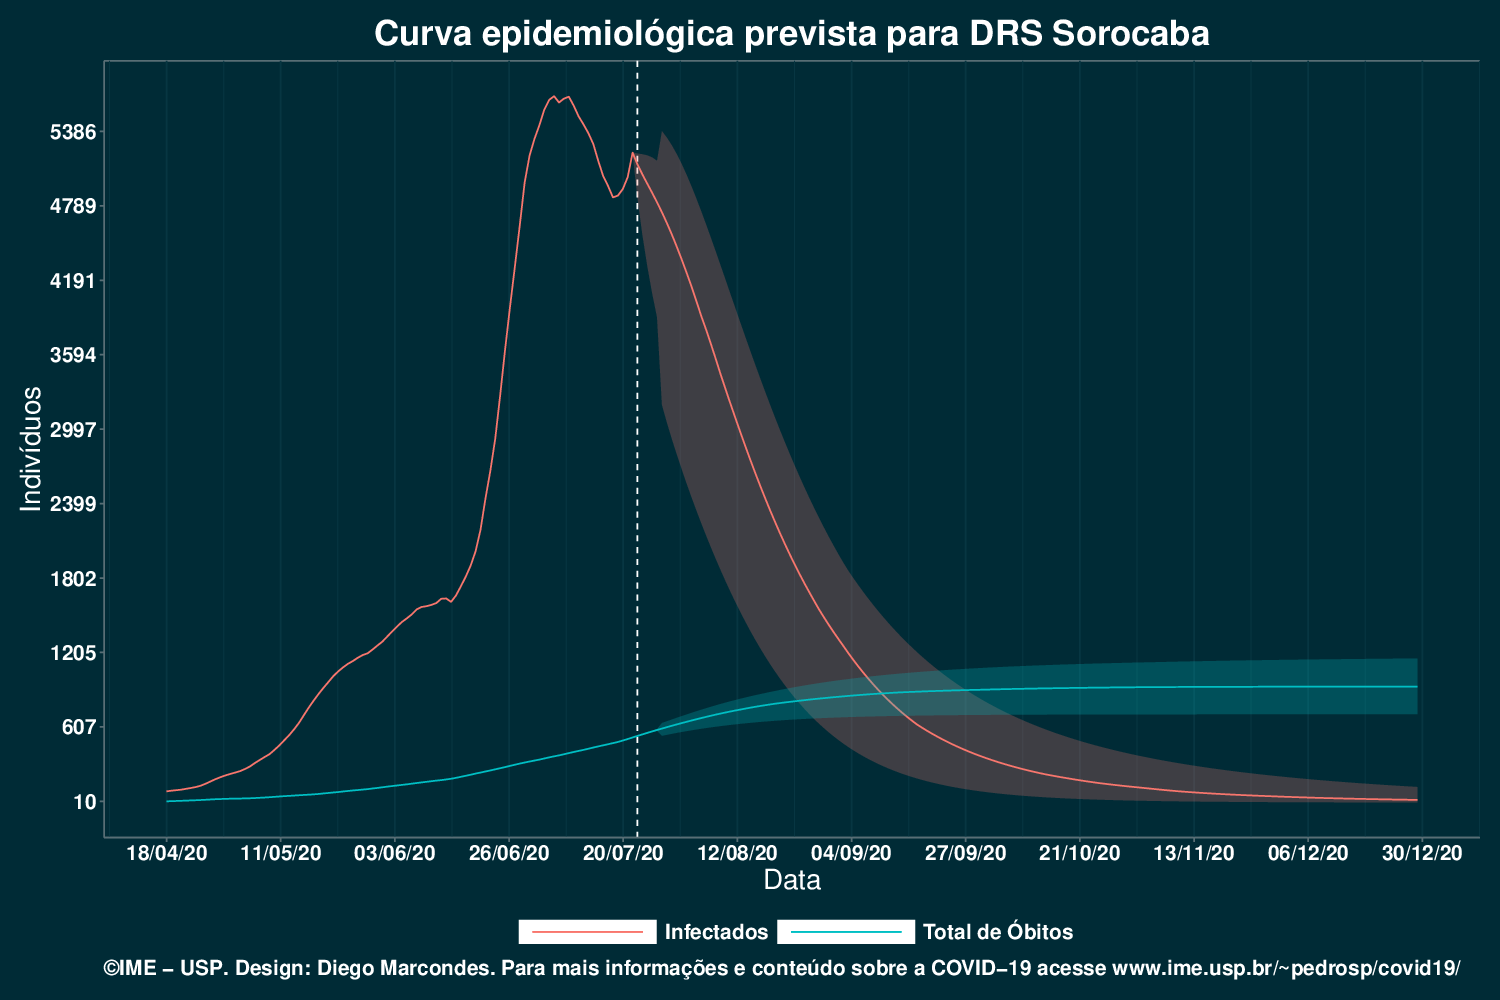 Curva epidemiológica prevista para DRS Sorocaba
Indivíduos
5386
4789
4191
3594
2997
2399
1802
1205
607
10
18/04/20 11/05/20 03/06/20 26/06/20 20/07/20 12/08/20 04/09/20 27/09/20 21/10/20 13/11/20 06/12/20 30/12/20
Data
Infectados Total de Óbitos
©IME − USP. Design: Diego Marcondes. Para mais informações e conteúdo sobre a COVID−19 acesse www.ime.usp.br/~pedrosp/covid19/